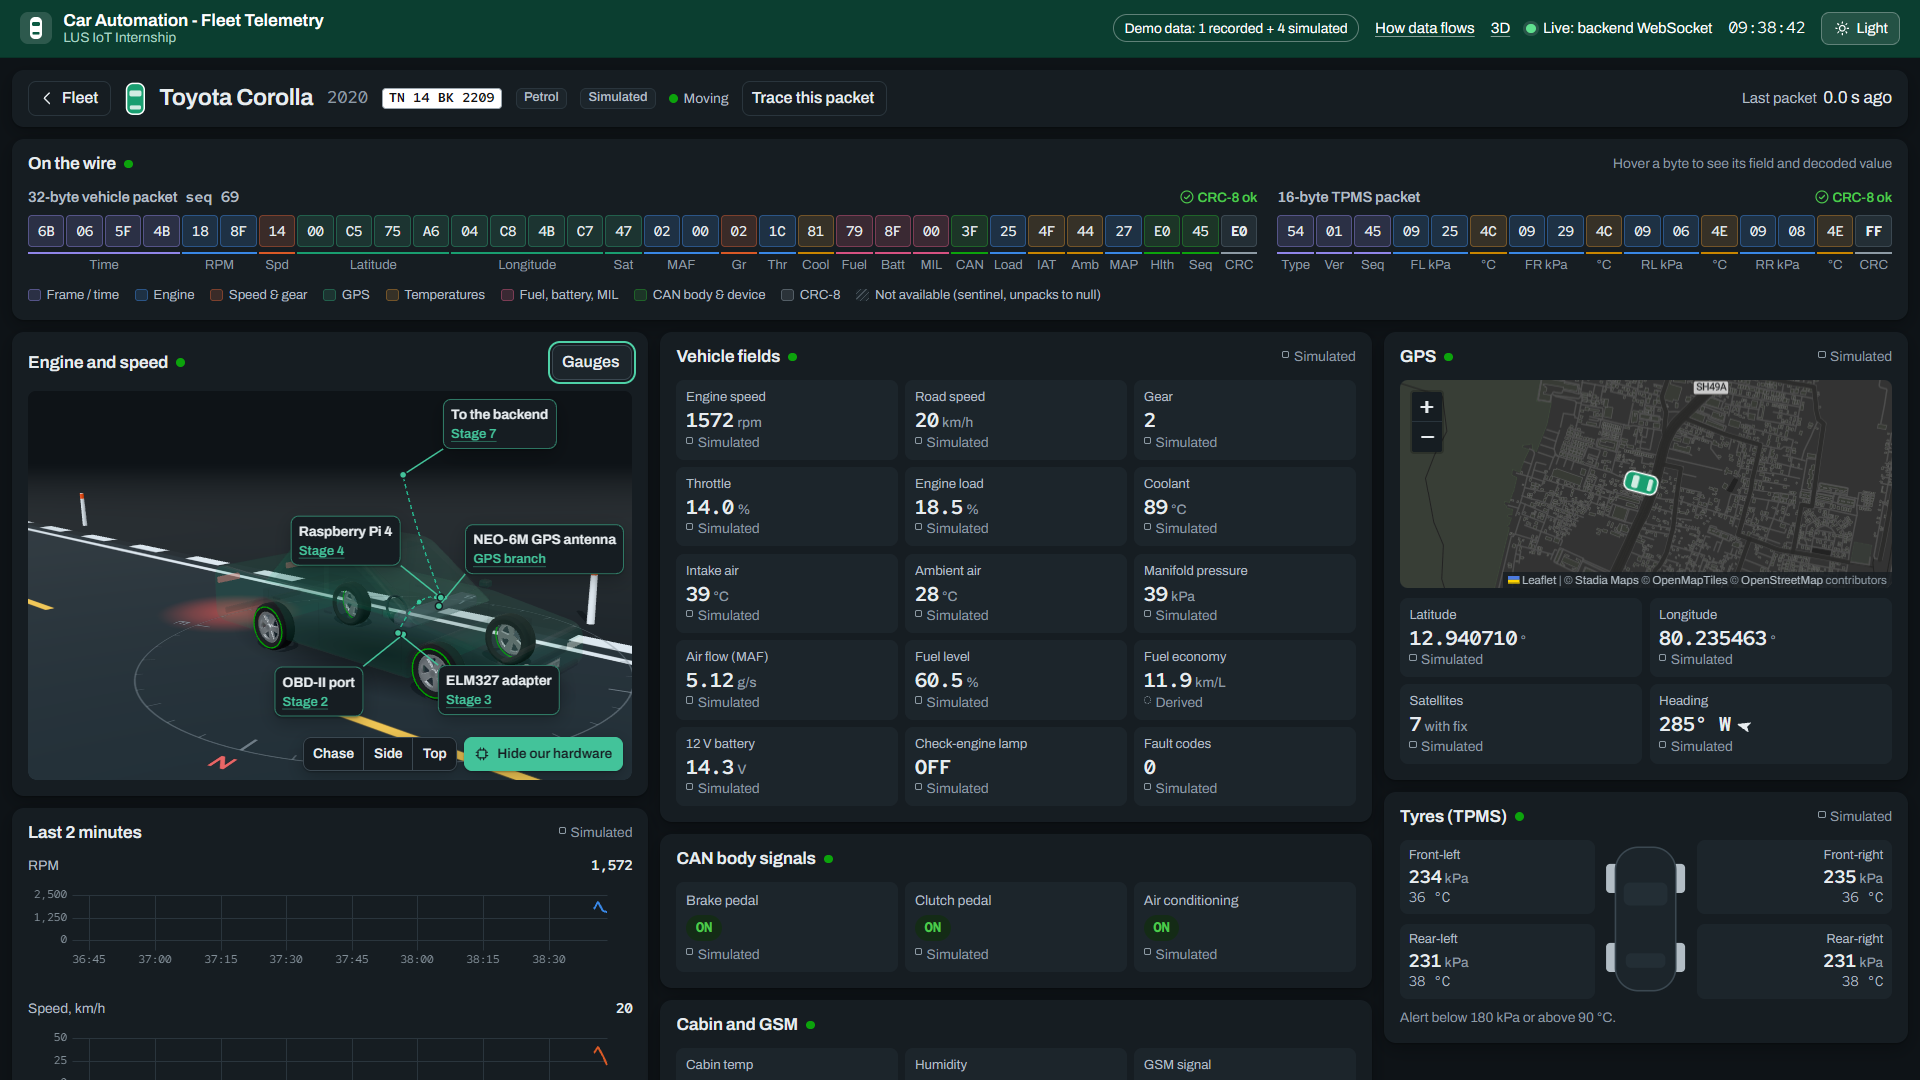 Car Automation - Fleet Telemetry
LUS IoT Internship
Demo data: 1 recorded + 4 simulated
How data flows
3D
Live: backend WebSocket
09:38:42
Light
Fleet
Toyota Corolla 2020
TN 14 BK 2209
Petrol
Simulated
Moving
Trace this packet
Last packet 0.0 s ago
On the wire
Hover a byte to see its field and decoded value
32-byte vehicle packet seq 69
CRC-8 ok
16-byte TPMS packet
CRC-8 ok
6B 06 5F 4B 18 8F 14 00 C5 75 A6 04 C8 4B C7 47 02 00 02 1C 81 79 8F 00 3F 25 4F 44 27 E0 45 E0
54 01 45 09 25 4C 09 29 4C 09 06 4E 09 08 4E FF
Time RPM Spd Latitude Longitude Sat MAF Gr Thr Cool Fuel Batt MIL CAN Load IAT Amb MAP Hlth Seq CRC
Type Ver Seq FL kPa °C FR kPa °C RL kPa °C RR kPa °C CRC
Frame / time Engine Speed & gear GPS Temperatures Fuel, battery, MIL CAN body & device CRC-8 Not available (sentinel, unpacks to null)
Engine and speed
Gauges
To the backend
Stage 7
Raspberry Pi 4
Stage 4
NEO-6M GPS antenna
GPS branch
OBD-II port
Stage 2
ELM327 adapter
Stage 3
Chase Side Top
Hide our hardware
Last 2 minutes
Simulated
RPM
1,572
2,500
1,250
0
36:45 37:00 37:15 37:30 37:45 38:00 38:15 38:30
Speed, km/h
20
50
25
Vehicle fields
Simulated
Engine speed
1572 rpm
Simulated
Road speed
20 km/h
Simulated
Gear
2
Simulated
Throttle
14.0 %
Simulated
Engine load
18.5 %
Simulated
Coolant
89 °C
Simulated
Intake air
39 °C
Simulated
Ambient air
28 °C
Simulated
Manifold pressure
39 kPa
Simulated
Air flow (MAF)
5.12 g/s
Simulated
Fuel level
60.5 %
Simulated
Fuel economy
11.9 km/L
Derived
12 V battery
14.3 V
Simulated
Check-engine lamp
OFF
Simulated
Fault codes
0
Simulated
CAN body signals
Brake pedal
ON
Simulated
Clutch pedal
ON
Simulated
Air conditioning
ON
Simulated
Cabin and GSM
Cabin temp
Humidity
GSM signal
GPS
Simulated
SH49A
+
−
Leaflet | © Stadia Maps © OpenMapTiles © OpenStreetMap contributors
Latitude
12.940710 °
Simulated
Longitude
80.235463 °
Simulated
Satellites
7 with fix
Simulated
Heading
285° W
Simulated
Tyres (TPMS)
Simulated
Front-left
234 kPa
36 °C
Front-right
235 kPa
36 °C
Rear-left
231 kPa
38 °C
Rear-right
231 kPa
38 °C
Alert below 180 kPa or above 90 °C.